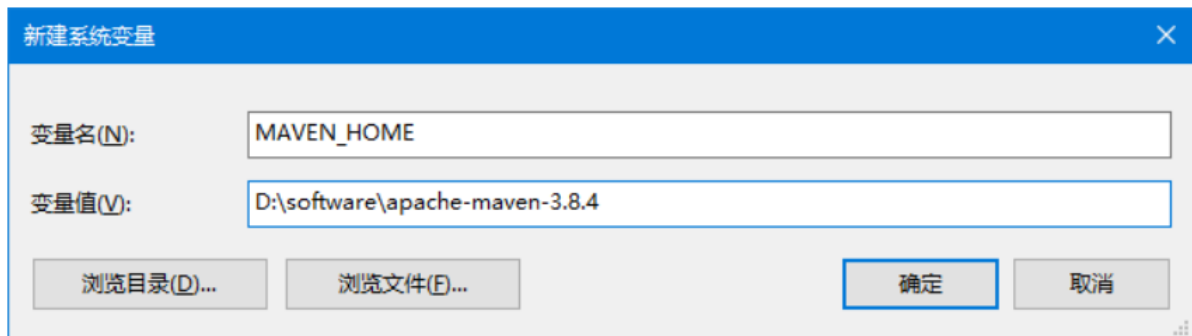 新建系统变量
变量名(N): MAVEN_HOME
变量值(V): D:\software\apache-maven-3.8.4
浏览目录(D)... 浏览文件(F)... 确定 取消